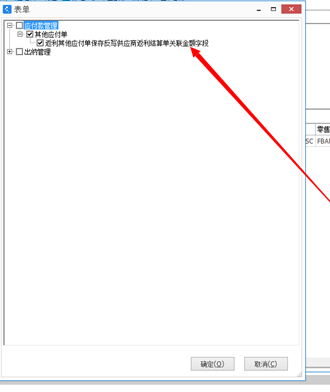 表单
应付款管理
其他应付单
返利其他应付单保存反写供应商返利结算单关联金额字段
出纳管理
零售
SC FBAI
确定(O) 取消(C)